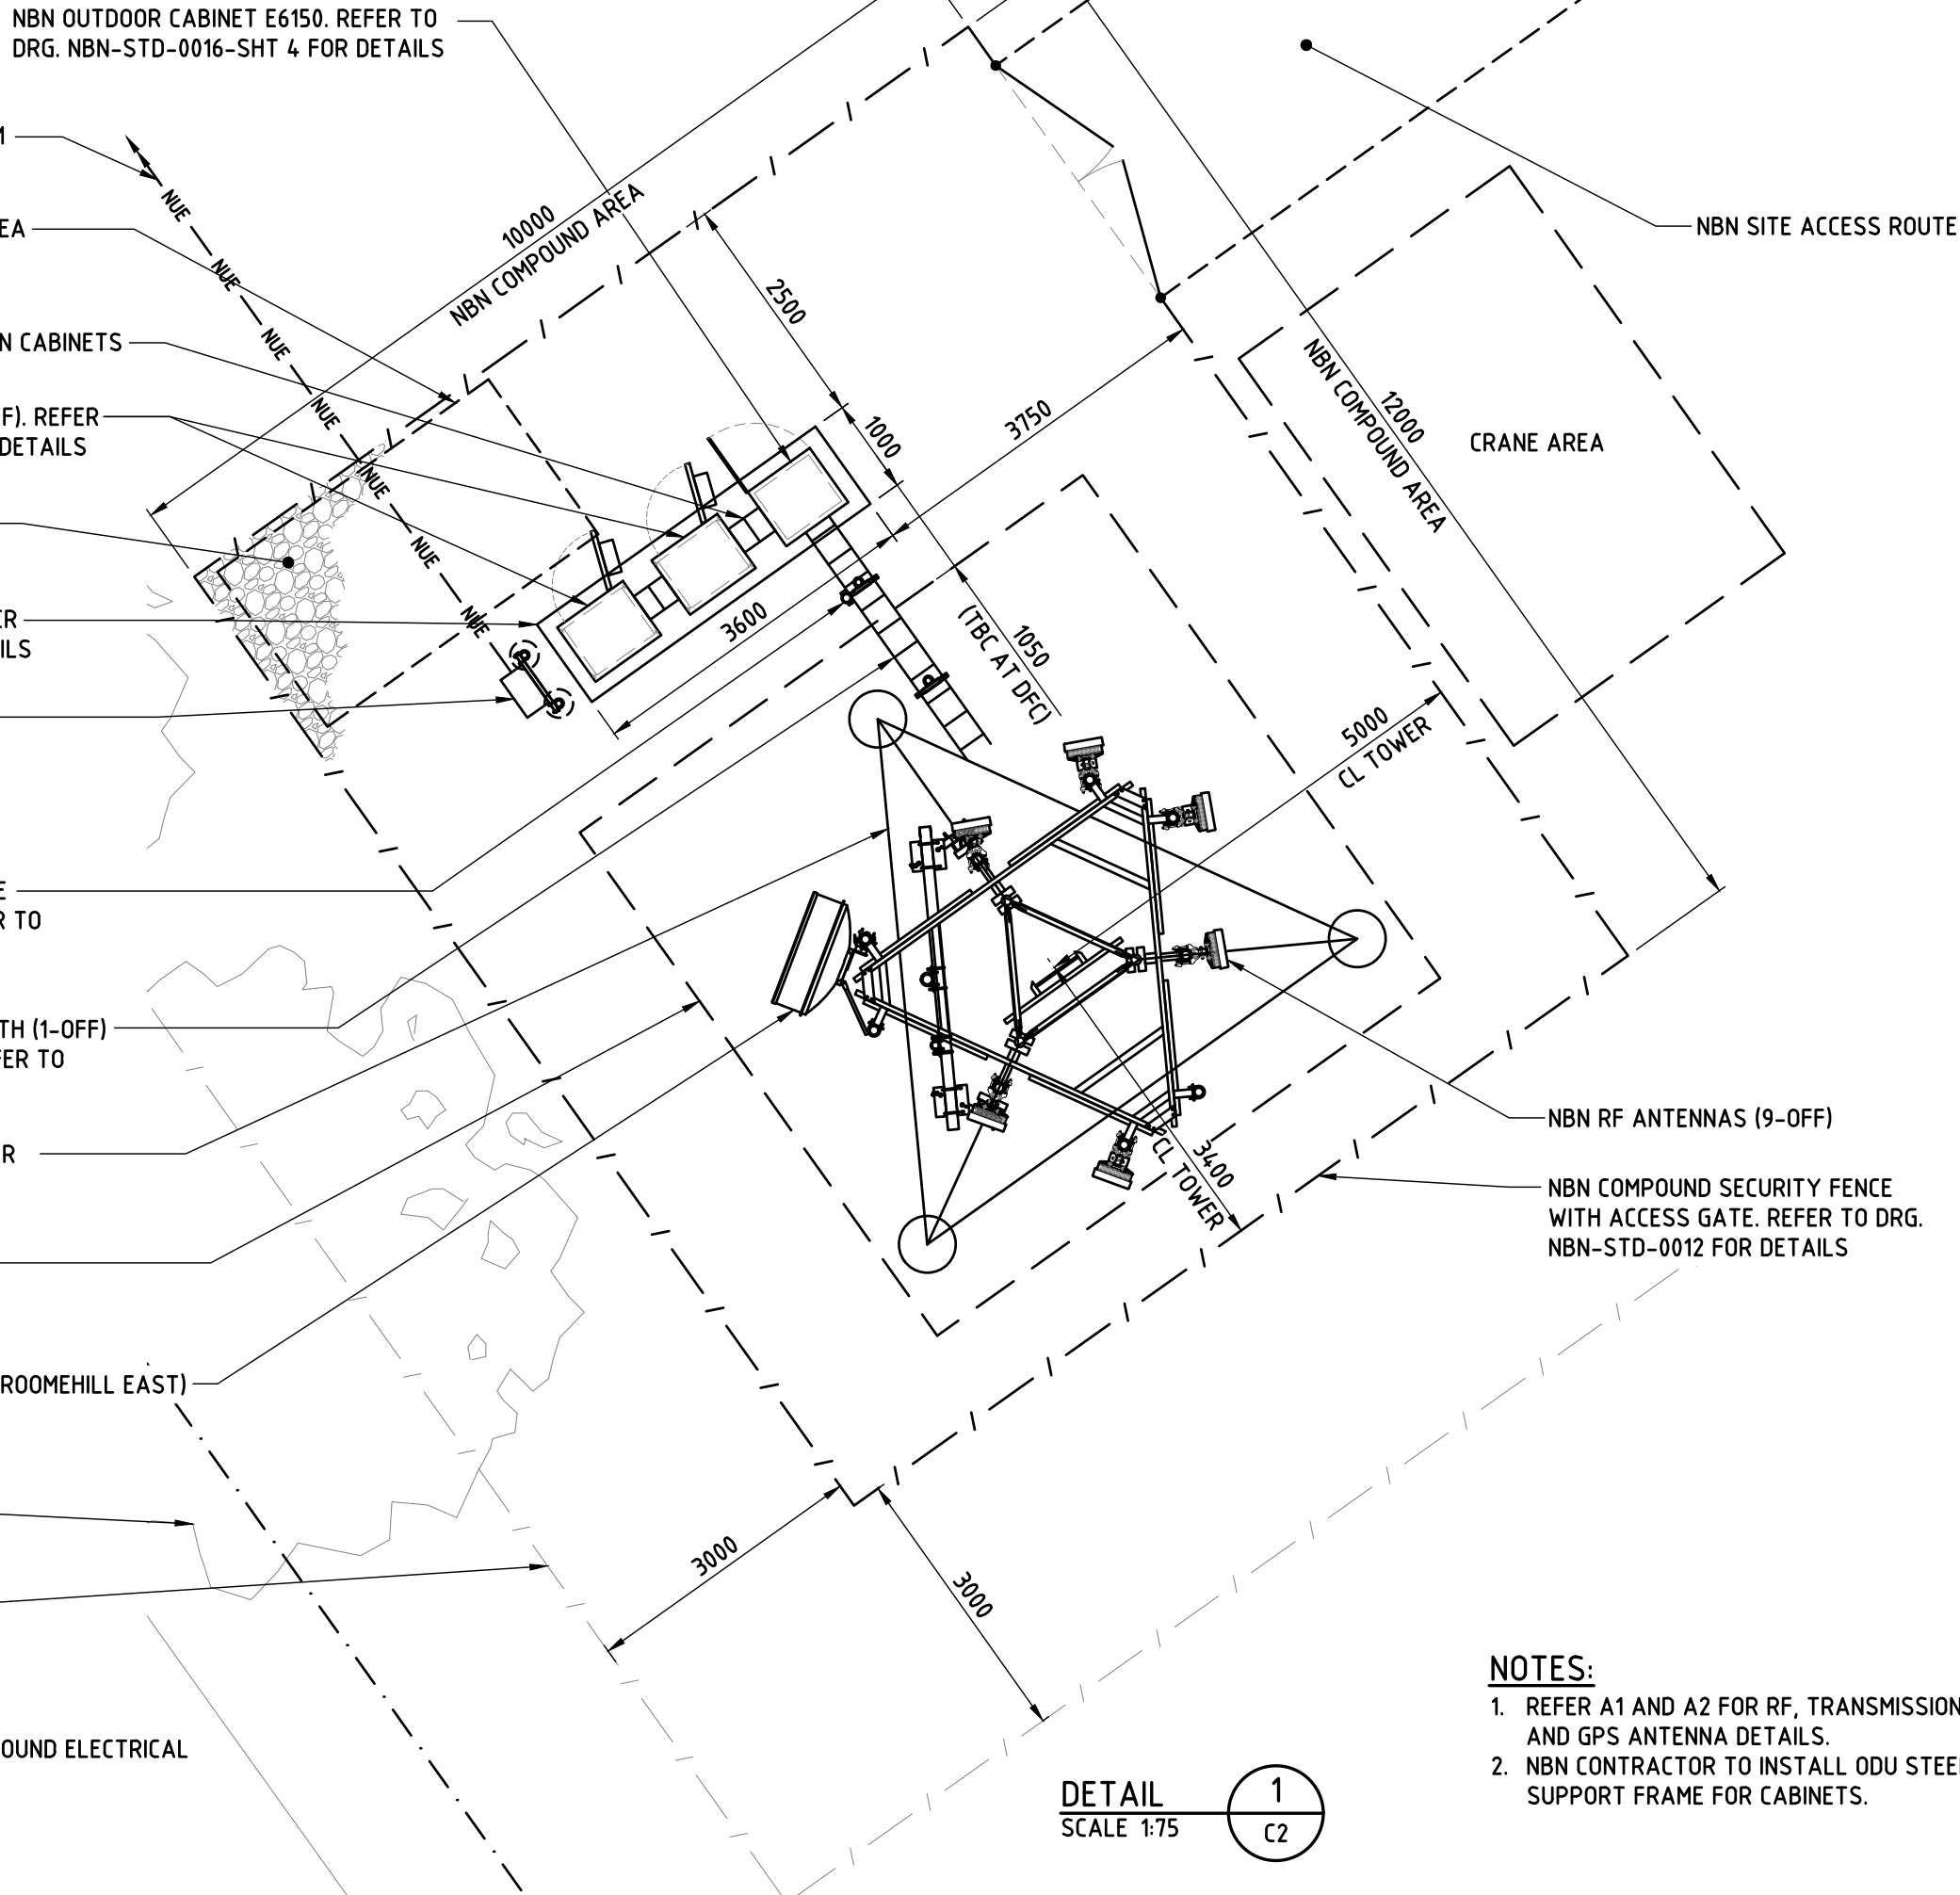 NBN OUTDOOR CABINET E6150. REFER TO
DRG. NBN-STD-0016-SHT 4 FOR DETAILS
M
NUE
NUE
NUE
NUE
NUE
NUE
NUE
EA
N CABINETS
F). REFER
DETAILS
ER
ILS
E
R TO
TH (1-OFF)
FER TO
R
ROOMEHILL EAST)
OUND ELECTRICAL
10000
NBN COMPOUND AREA
2500
1000
3750
3600
1050
(TBC AT DFC)
12000
NBN COMPOUND AREA
CRANE AREA
NBN SITE ACCESS ROUTE
5000
CL TOWER
3400
CL TOWER
NBN RF ANTENNAS (9-OFF)
NBN COMPOUND SECURITY FENCE
WITH ACCESS GATE. REFER TO DRG.
NBN-STD-0012 FOR DETAILS
3000
3000
NOTES:
1. REFER A1 AND A2 FOR RF, TRANSMISSION
AND GPS ANTENNA DETAILS.
2. NBN CONTRACTOR TO INSTALL ODU STEEL
SUPPORT FRAME FOR CABINETS.
DETAIL
SCALE 1:75
1
C2